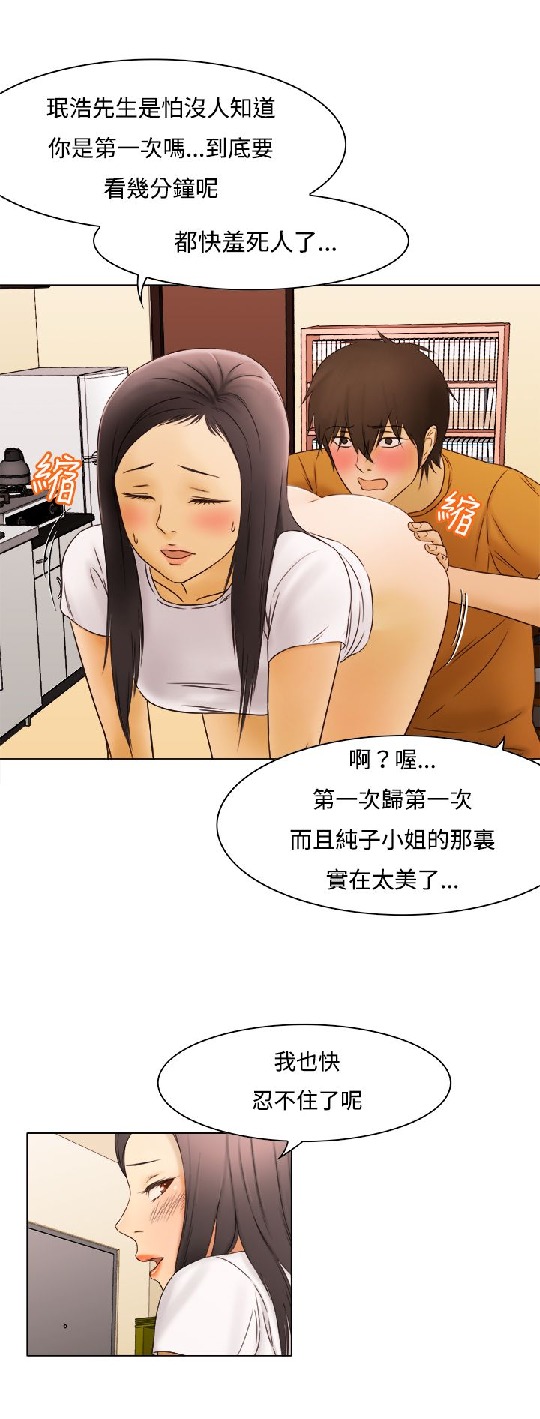 珉浩先生是怕沒人知道
你是第一次嗎...到底要
看幾分鐘呢
都快羞死人了...
縮
縮
啊？喔...
第一次歸第一次
而且純子小姐的那裏
實在太美了...
我也快
忍不住了呢